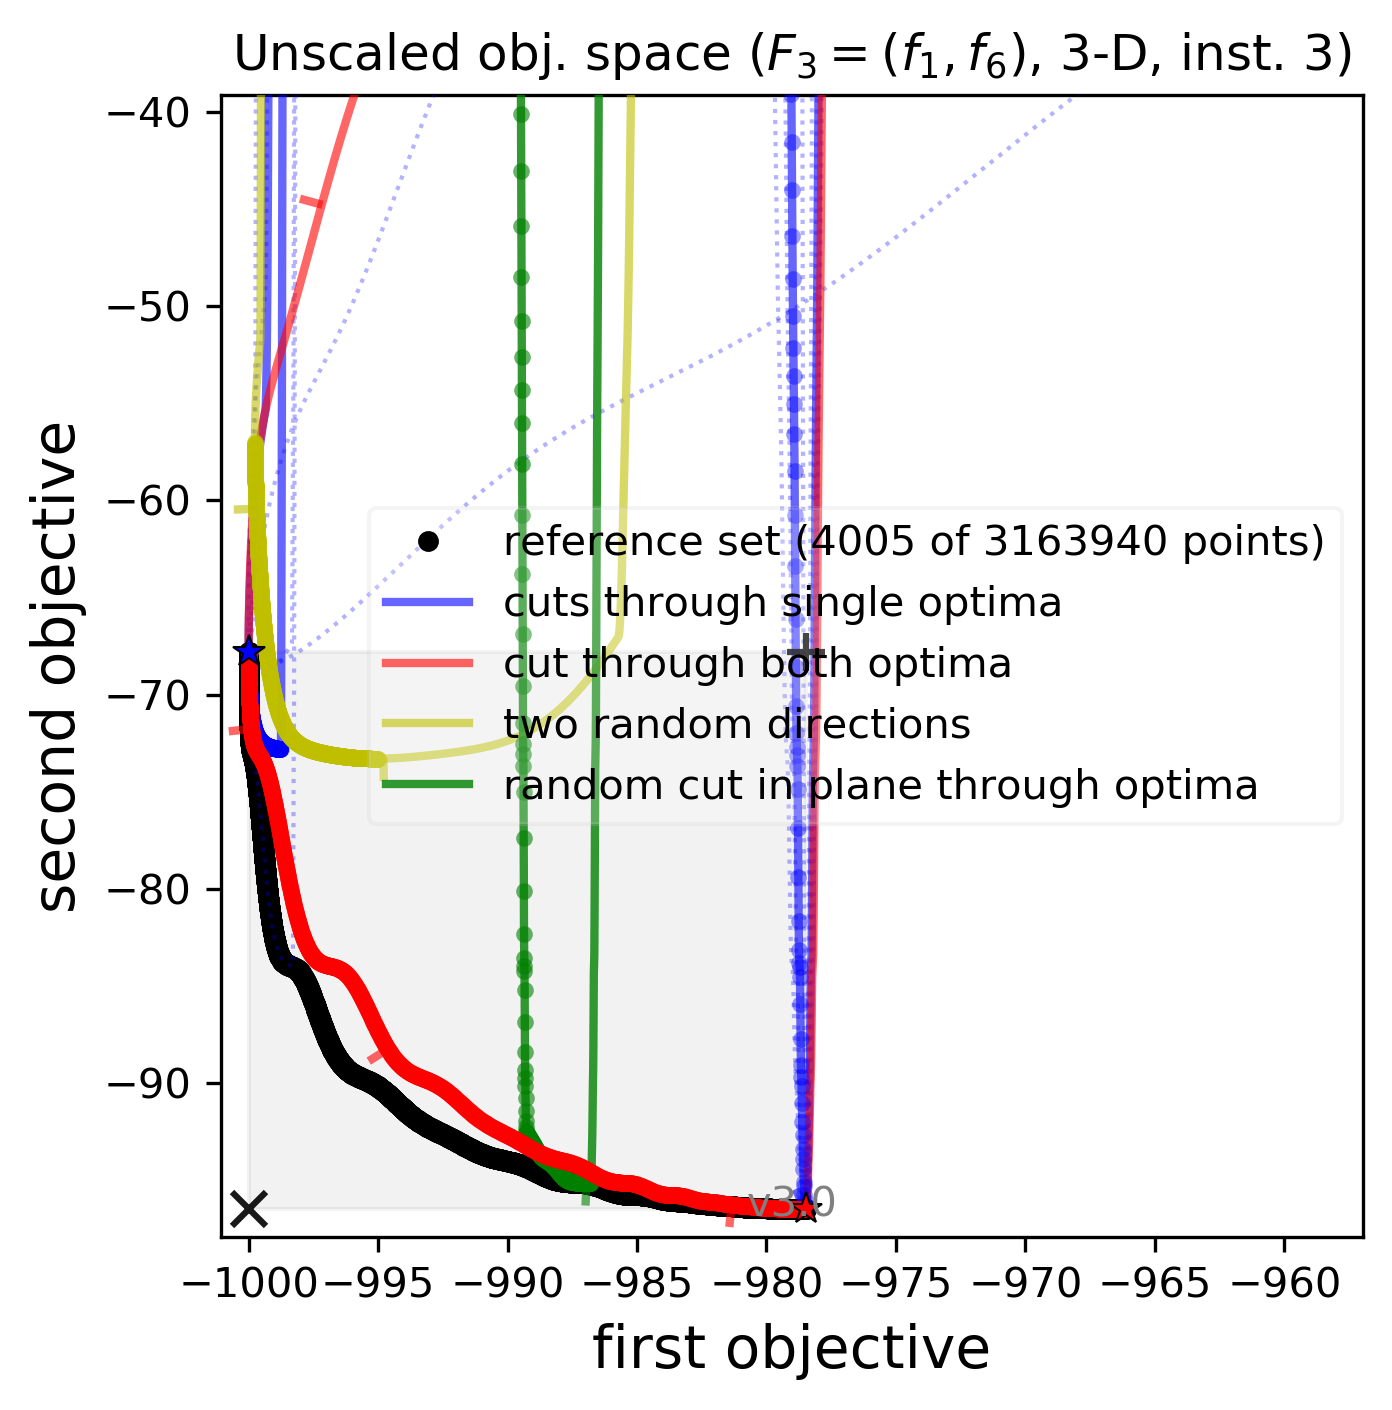 Unscaled obj. space (F₃ = (f₁, f₆), 3-D, inst. 3)
−40
−50
−60
−70
−80
−90
second objective
reference set (4005 of 3163940 points)
cuts through single optima
cut through both optima
two random directions
random cut in plane through optima
v3.0
−1000 −995 −990 −985 −980 −975 −970 −965 −960
first objective